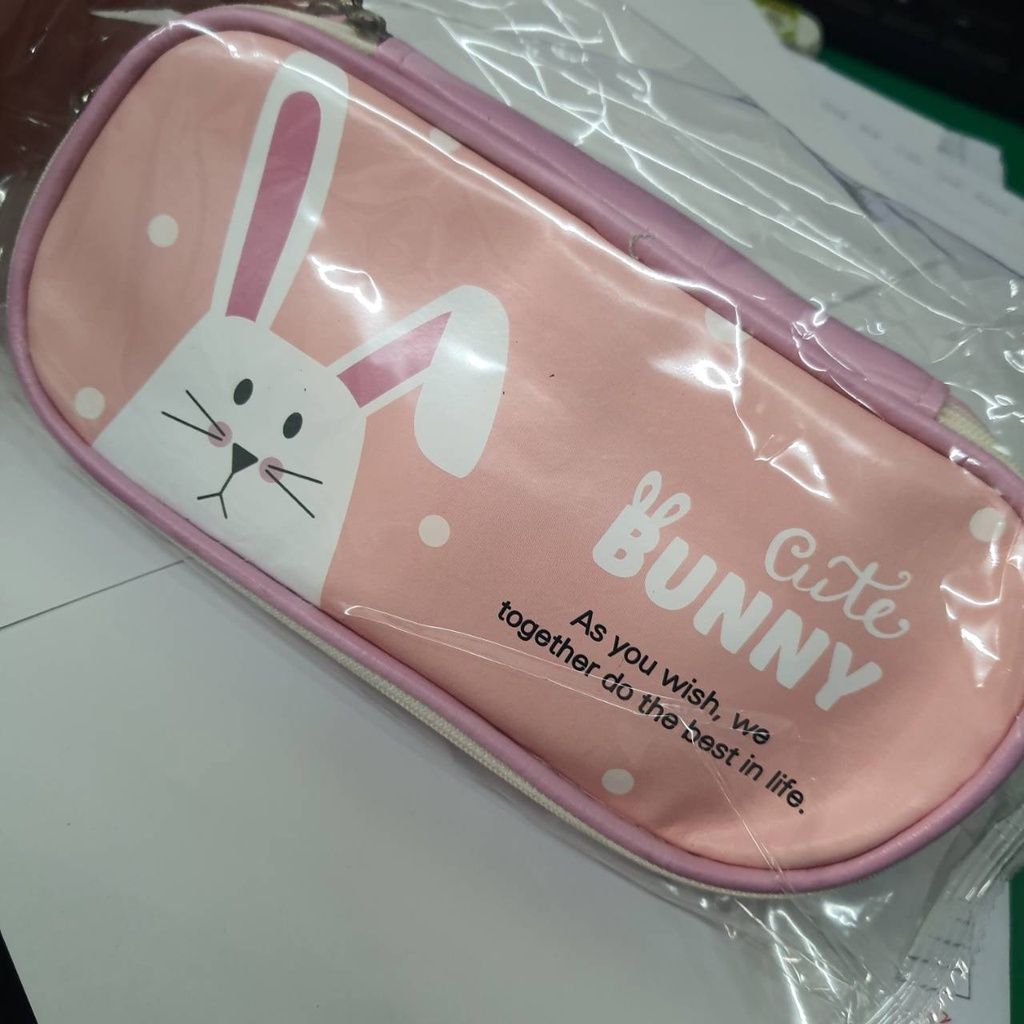 Cute
BUNNY
As you wish, we
together do the best in life.